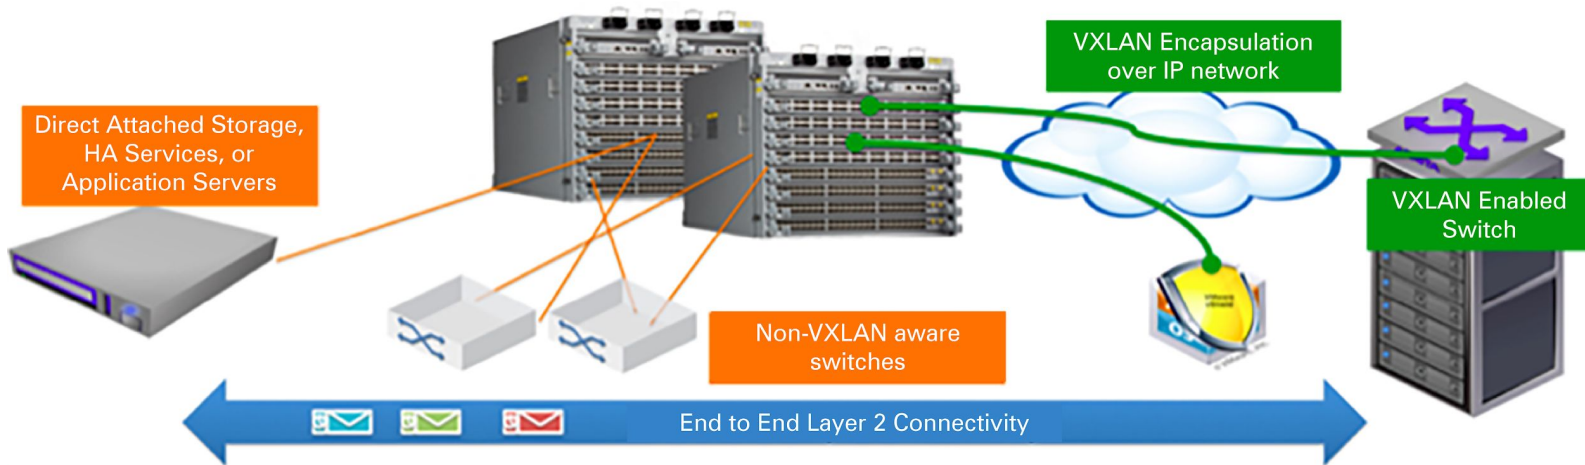 VXLAN Encapsulation
over IP network
Direct Attached Storage,
HA Services, or
Application Servers
VXLAN Enabled
Switch
Non-VXLAN aware
switches
End to End Layer 2 Connectivity